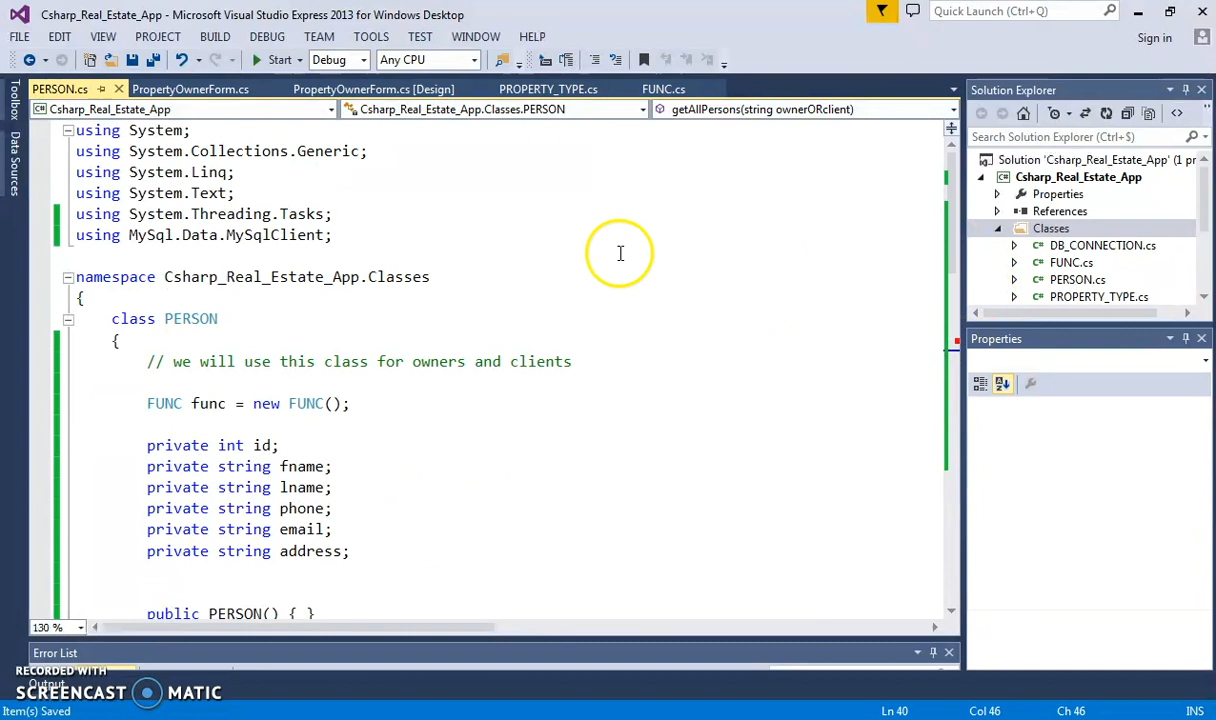 Csharp_Real_Estate_App - Microsoft Visual Studio Express 2013 for Windows Desktop
Quick Launch (Ctrl+Q)
FILE EDIT VIEW PROJECT BUILD DEBUG TEAM TOOLS TEST WINDOW HELP
Sign in
Start Debug Any CPU
Toolbox
Data Sources
PERSON.cs PropertyOwnerForm.cs PropertyOwnerForm.cs [Design] PROPERTY_TYPE.cs FUNC.cs
Csharp_Real_Estate_App Csharp_Real_Estate_App.Classes.PERSON getAllPersons(string ownerORclient)
using System;
using System.Collections.Generic;
using System.Linq;
using System.Text;
using System.Threading.Tasks;
using MySql.Data.MySqlClient;
namespace Csharp_Real_Estate_App.Classes
{
class PERSON
{
// we will use this class for owners and clients
FUNC func = new FUNC();
private int id;
private string fname;
private string lname;
private string phone;
private string email;
private string address;
public PERSON() { }
130 %
Error List
Output
Solution Explorer
Search Solution Explorer (Ctrl+$)
Solution 'Csharp_Real_Estate_App' (1 pr
Csharp_Real_Estate_App
Properties
References
Classes
DB_CONNECTION.cs
FUNC.cs
PERSON.cs
PROPERTY_TYPE.cs
Properties
RECORDED WITH
SCREENCAST MATIC
Item(s) Saved Ln 40 Col 46 Ch 46 INS